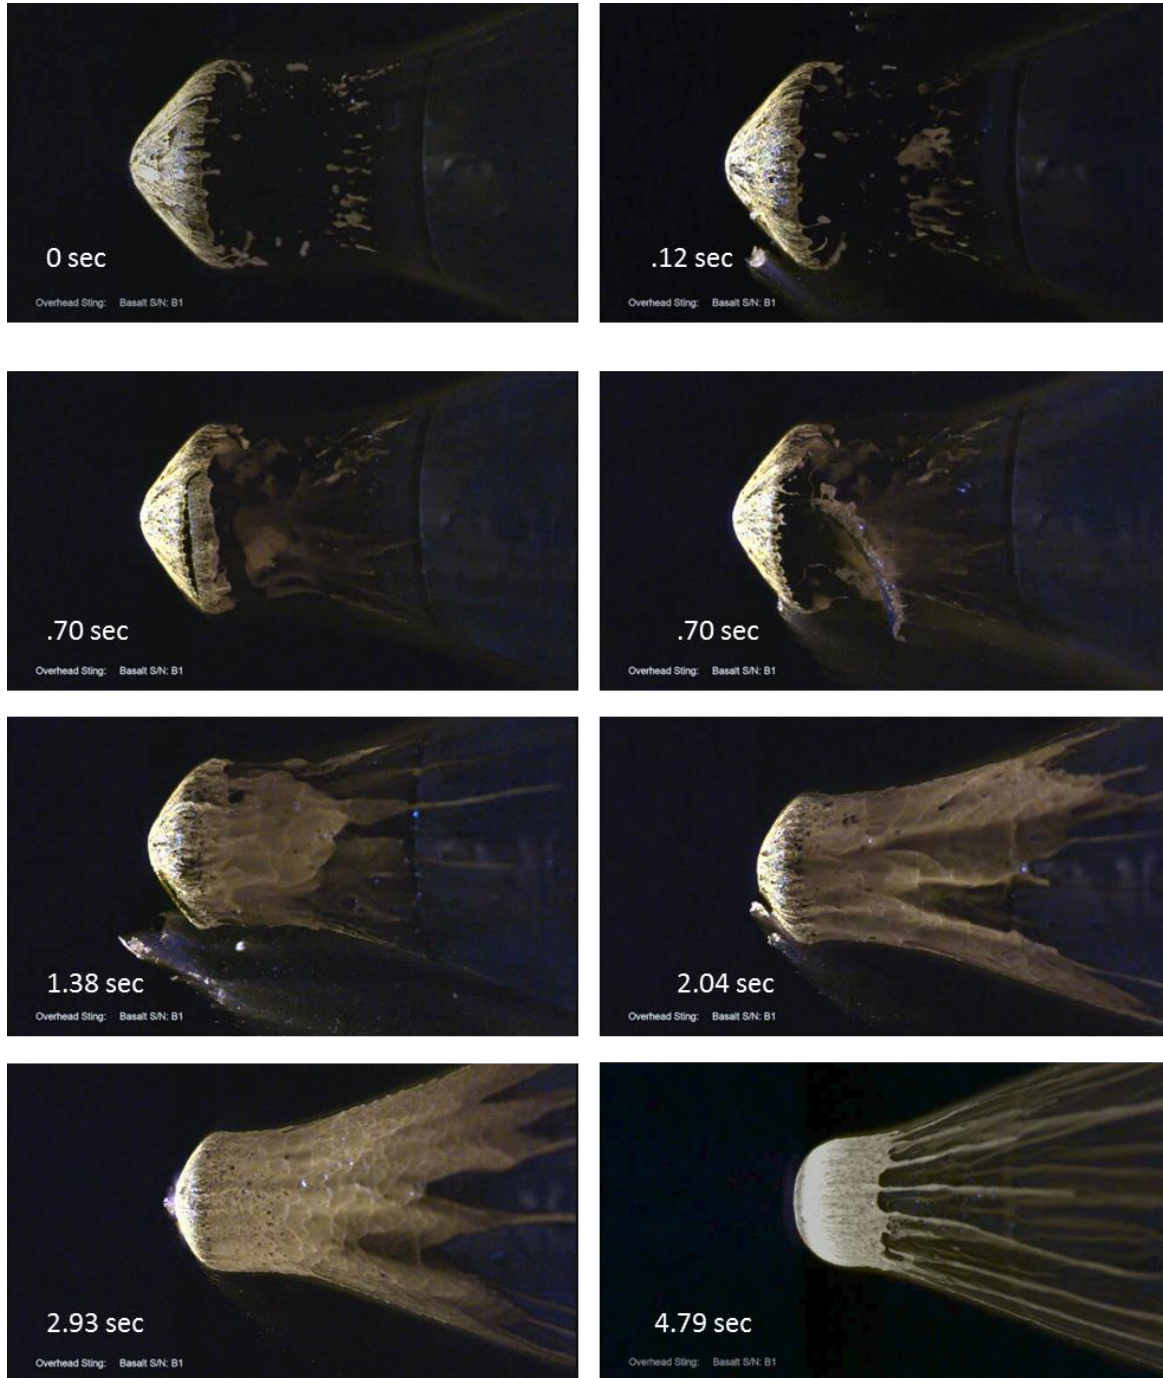 0 sec
Overhead Sting: Basalt S/N: B1
.12 sec
Overhead Sting: Basalt S/N: B1
.70 sec
Overhead Sting: Basalt S/N: B1
.70 sec
Overhead Sting: Basalt S/N: B1
1.38 sec
Overhead Sting: Basalt S/N: B1
2.04 sec
Overhead Sting: Basalt S/N: B1
2.93 sec
Overhead Sting: Basalt S/N: B1
4.79 sec
Overhead Sting: Basalt S/N: B1